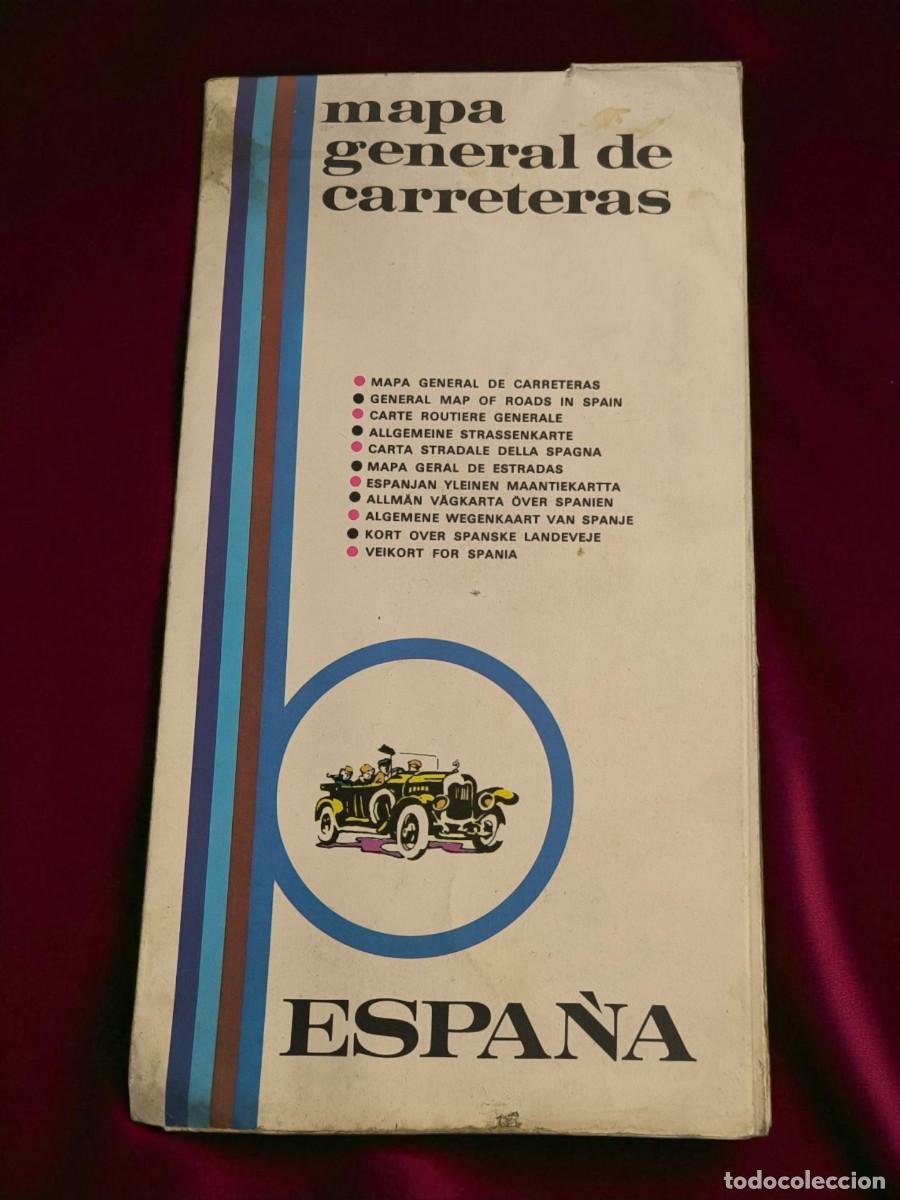 mapa
general de
carreteras
MAPA GENERAL DE CARRETERAS
GENERAL MAP OF ROADS IN SPAIN
CARTE ROUTIERE GENERALE
ALLGEMEINE STRASSENKARTE
CARTA STRADALE DELLA SPAGNA
MAPA GERAL DE ESTRADAS
ESPANJAN YLEINEN MAANTIEKARTTA
ALLMÄN VÄGKARTA ÖVER SPANIEN
ALGEMENE WEGENKAART VAN SPANJE
KORT OVER SPANSKE LANDEVEJE
VEIKORT FOR SPANIA
ESPAÑA
todocoleccion